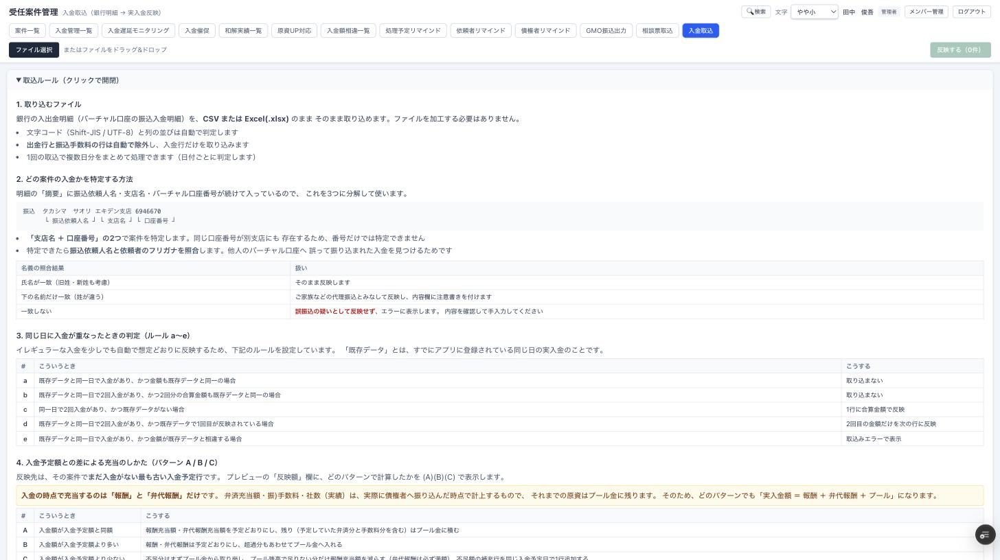 受任案件管理 入金取込（銀行明細 → 実入金反映）
検索 文字 やや小 田中 俊吾 管理者 メンバー管理 ログアウト
案件一覧 入金管理一覧 入金遅延モニタリング 入金催促 和解実績一覧 原資UP対応 入金額相違一覧 処理予定リマインド 依頼者リマインド 債権者リマインド GMO振込出力 相談票取込 入金取込
ファイル選択 またはファイルをドラッグ&ドロップ 反映する（0件）
▼取込ルール（クリックで開閉）
1. 取り込むファイル
銀行の入出金明細（バーチャル口座の振込入金明細）を、CSV または Excel(.xlsx) のまま そのまま取り込めます。ファイルを加工する必要はありません。
• 文字コード（Shift-JIS / UTF-8）と列の並びは自動で判定します
• 出金行と振込手数料の行は自動で除外し、入金行だけを取り込みます
• 1回の取込で複数日分をまとめて処理できます（日付ごとに判定します）
2. どの案件の入金かを特定する方法
明細の「摘要」に振込依頼人名・支店名・バーチャル口座番号が続けて入っているので、 これを3つに分解して使います。
振込 タカシマ サオリ エキデン支店 6946670
└ 振込依頼人名 ┘└ 支店名 ┘└ 口座番号 ┘
• 「支店名 ＋ 口座番号」の2つで案件を特定します。同じ口座番号が別支店にも 存在するため、番号だけでは特定できません
• 特定できたら振込依頼人名と依頼者のフリガナを照合します。他人のバーチャル口座へ 誤って振り込まれた入金を見つけるためです
名義の照合結果 扱い
氏名が一致（旧姓・新姓も考慮） そのまま反映します
下の名前だけ一致（姓が違う） ご家族などの代理振込とみなして反映し、内容欄に注意書きを付けます
一致しない 誤振込の疑いとして反映せず、エラーに表示します。 内容を確認して手入力してください
3. 同じ日に入金が重なったときの判定（ルール a〜e）
イレギュラーな入金を少しでも自動で想定どおりに反映するため、下記のルールを設定しています。 「既存データ」とは、すでにアプリに登録されている同じ日の実入金のことです。
# こういうとき こうする
a 既存データと同一日で入金があり、かつ金額も既存データと同一の場合 取り込まない
b 既存データと同一日で2回入金があり、かつ2回分の合算金額も既存データと同一の場合 取り込まない
c 同一日で2回入金があり、かつ既存データがない場合 1行に合算金額で反映
d 既存データと同一日で2回入金があり、かつ既存データで1回目が反映されている場合 2回目の金額だけを次の行に反映
e 既存データと同一日で入金があり、かつ金額が既存データと相違する場合 取込みエラーで表示
4. 入金予定額との差による充当のしかた（パターン A / B / C）
反映先は、その案件でまだ入金がない最も古い入金予定行です。 プレビューの「反映額」欄に、どのパターンで計算したかを (A)(B)(C) で表示します。
入金の時点で充当するのは「報酬」と「弁代報酬」だけです。 弁済充当額・振)手数料・社数（実績）は、実際に債権者へ振り込んだ時点で計上するもので、 それまでの原資はプール金に残ります。 そのため、どのパターンでも「実入金額 ＝ 報酬 ＋ 弁代報酬 ＋ プール」になります。
# こういうとき こうする
A 入金額が入金予定額と同額 報酬充当額・弁代報酬充当額を予定どおりにし、残り（予定していた弁済分と手数料分を含む）はプール金に積む
B 入金額が入金予定額より多い 報酬・弁代報酬は予定どおりにし、超過分もあわせてプール金へ入れる
C 入金額が入金予定額より少ない 不足分はまずプール金から取り崩し、プール残高で足りない分だけ報酬充当額を減らす（弁代報酬は必ず満額）。不足額の補充行を同じ入金予定日で1行追加する